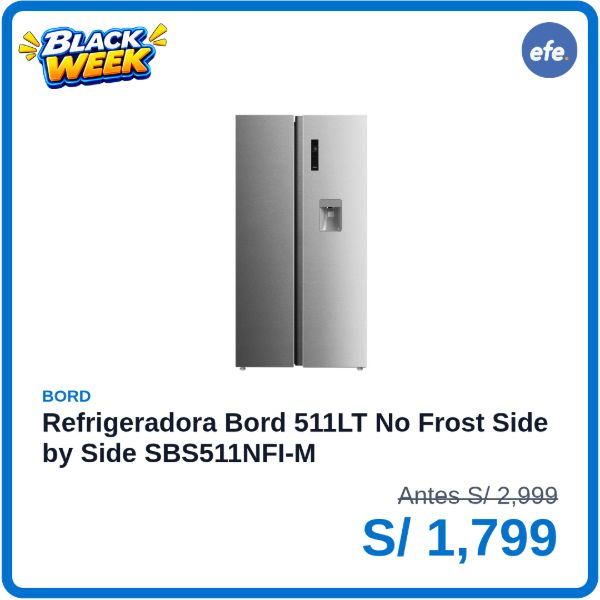 BLACK
WEEK
efe.
BORD
Refrigeradora Bord 511LT No Frost Side
by Side SBS511NFI-M
Antes S/ 2,999
S/ 1,799